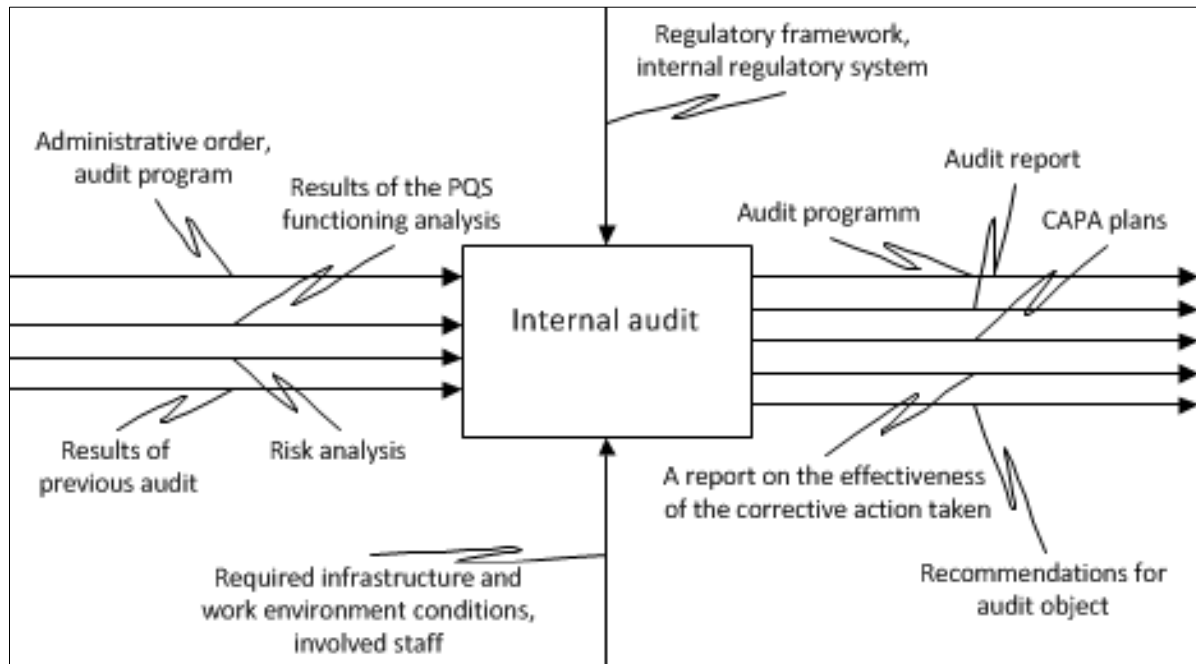 Regulatory framework,
internal regulatory system
Administrative order,
audit program
Results of the PQS
functioning analysis
Audit report
Audit programm
CAPA plans
Internal audit
Results of
previous audit
Risk analysis
A report on the effectiveness
of the corrective action taken
Required infrastructure and
work environment conditions,
involved staff
Recommendations for
audit object